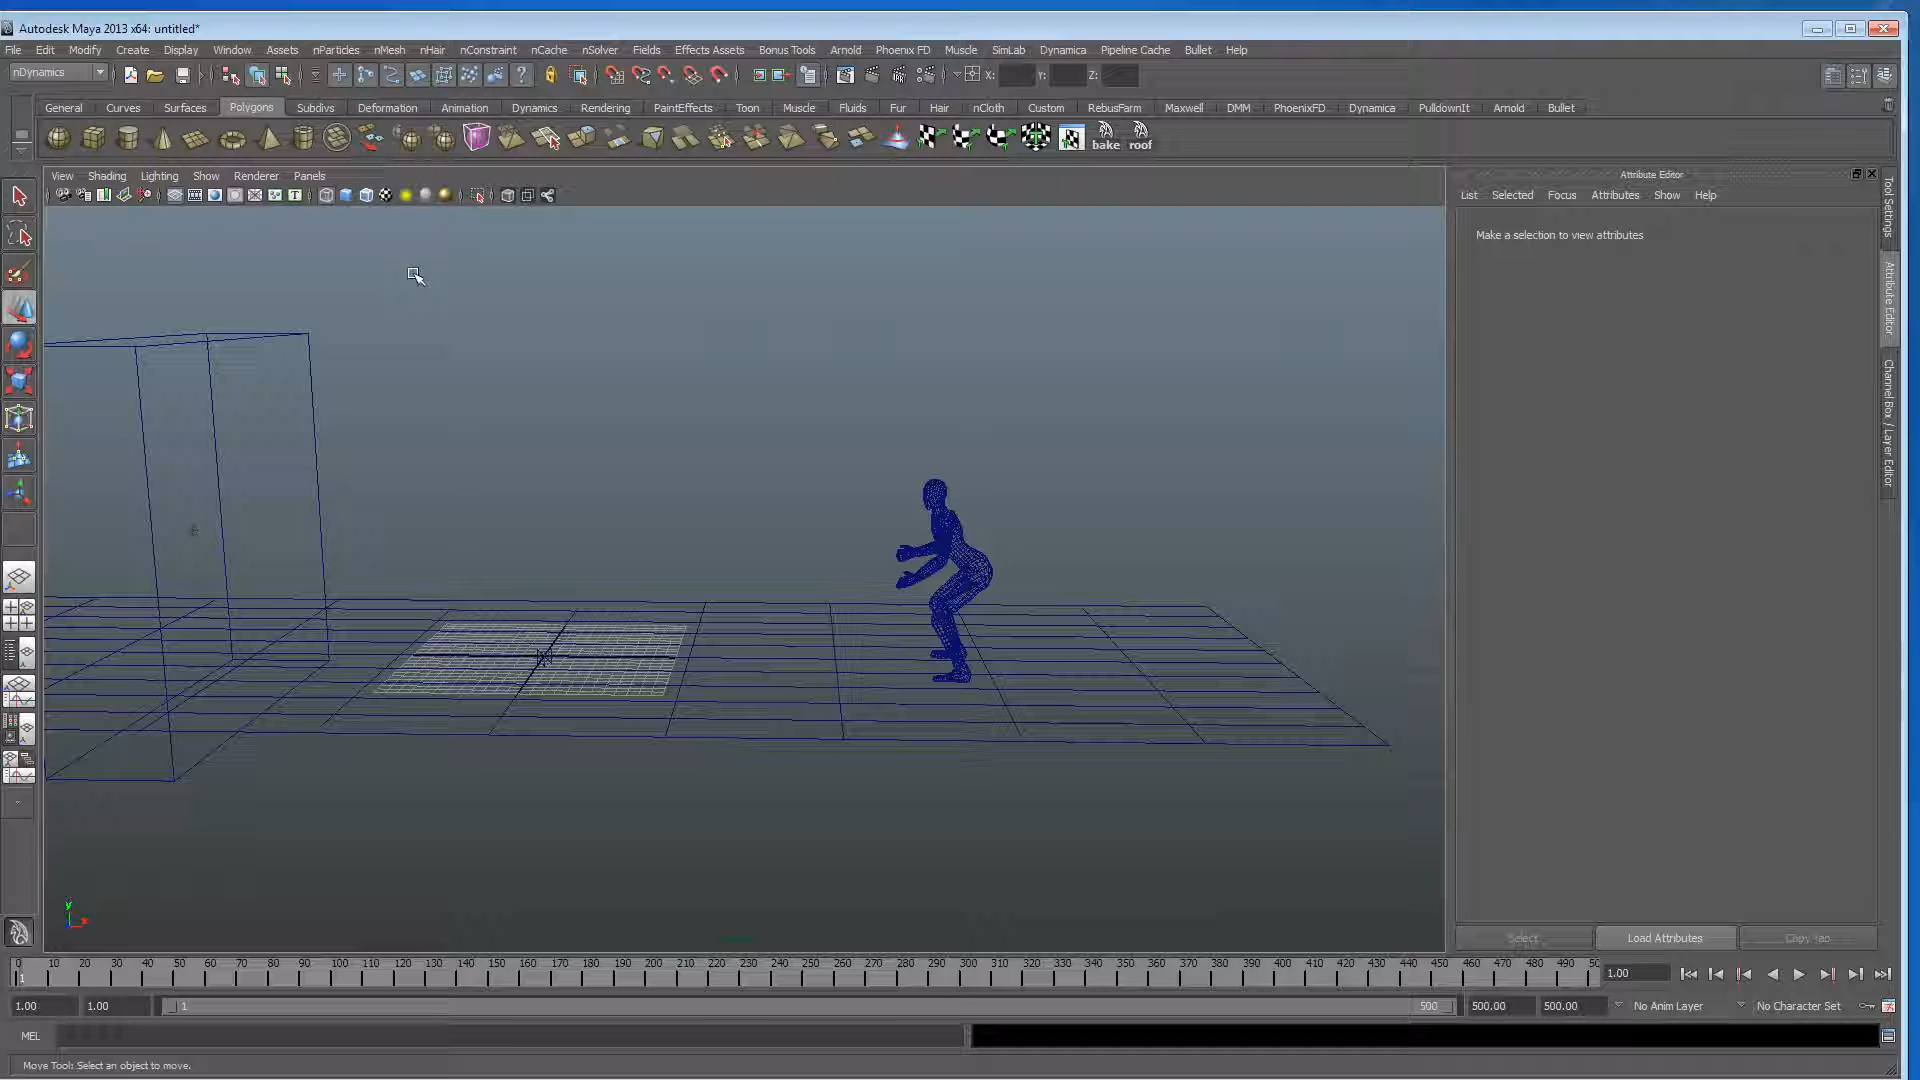 Autodesk Maya 2013 x64: untitled*
File Edit Modify Create Display Window Assets nParticles nMesh nHair nConstraint nCache nSolver Fields Effects Assets Bonus Tools Arnold Phoenix FD Muscle SimLab Dynamica Pipeline Cache Bullet Help
nDynamics X: Y: Z:
General Curves Surfaces Polygons Subdivs Deformation Animation Dynamics Rendering PaintEffects Toon Muscle Fluids Fur Hair nCloth Custom RebusFarm Maxwell DMM PhoenixFD Dynamica PulldownIt Arnold Bullet
bake roof
View Shading Lighting Show Renderer Panels
Attribute Editor
List Selected Focus Attributes Show Help
Make a selection to view attributes
Tool Settings
Attribute Editor
Channel Box / Layer Editor
y
x
Select Load Attributes Copy Tab
0 10 20 30 40 50 60 70 80 90 100 110 120 130 140 150 160 170 180 190 200 210 220 230 240 250 260 270 280 290 300 310 320 330 340 350 360 370 380 390 400 410 420 430 440 450 460 470 480 490 50
1 1.00
1.00 1.00 1 500 500.00 500.00 No Anim Layer No Character Set
MEL
Move Tool: Select an object to move.